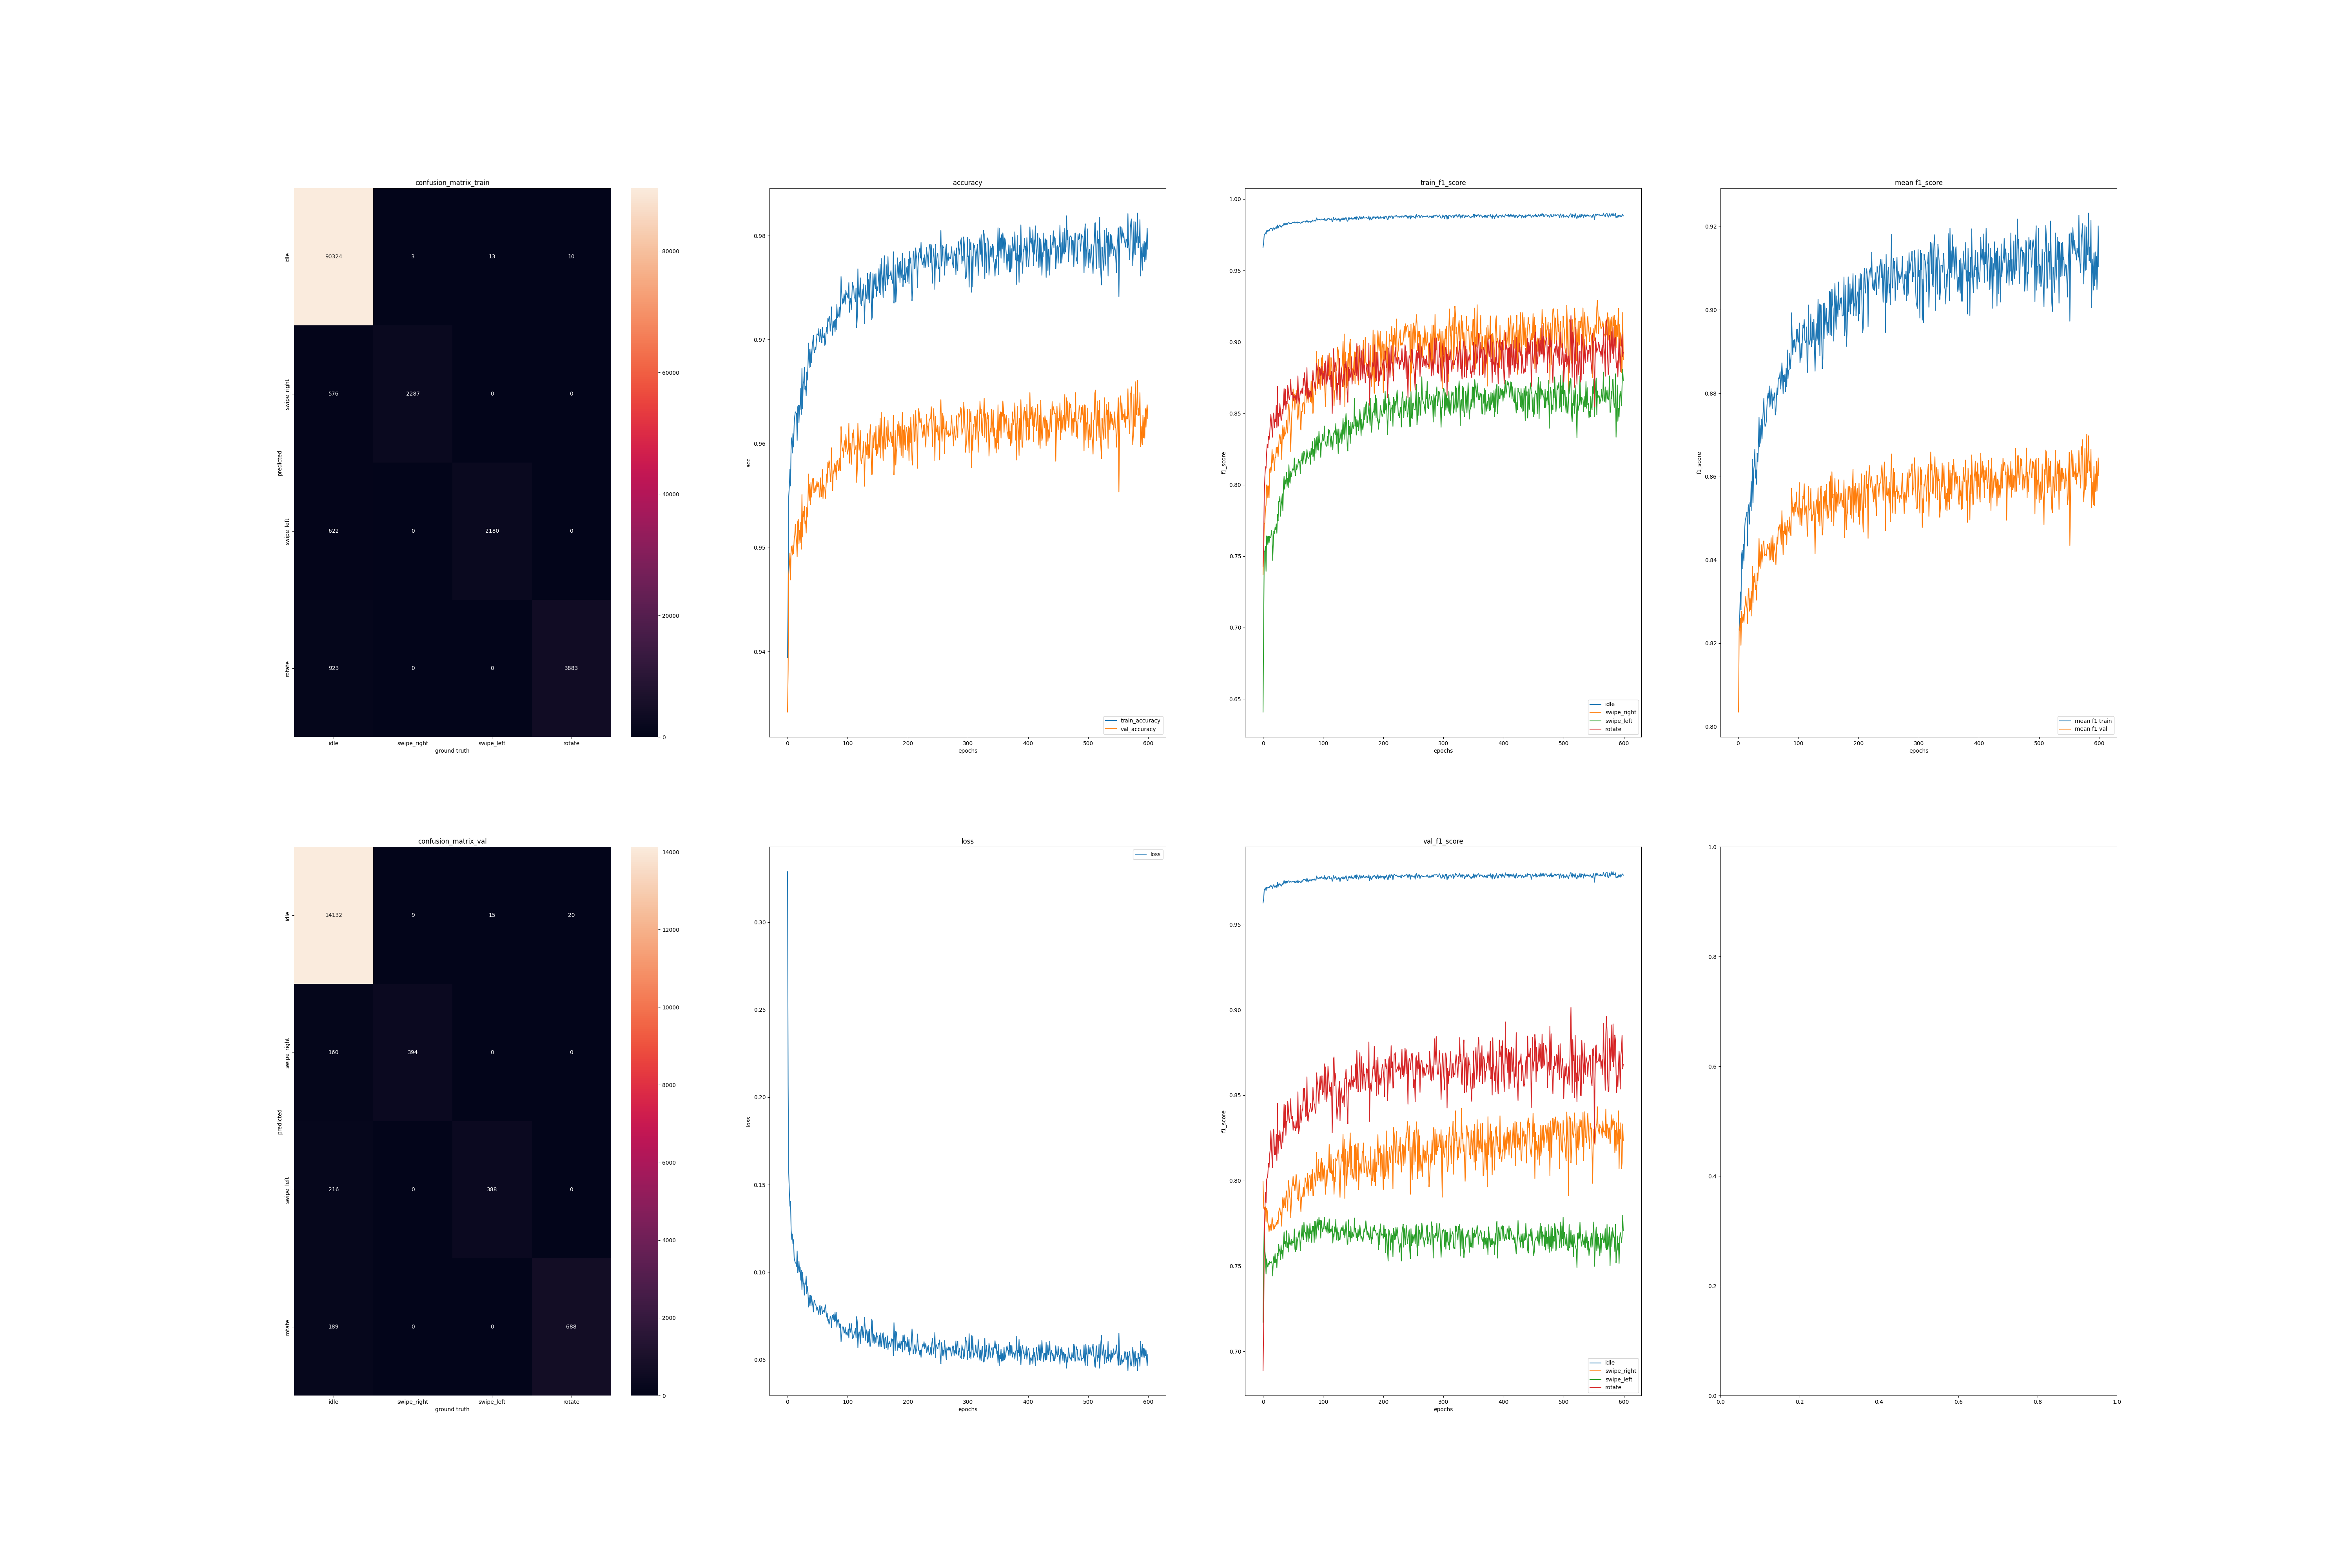 confusion_matrix_train
idle
swipe_right
predicted
swipe_left
rotate
90324 3 13 10
576 2287 0 0
622 0 2180 0
923 0 0 3883
idle swipe_right swipe_left rotate
ground truth
80000
60000
40000
20000
0
accuracy
acc
0.98
0.97
0.96
0.95
0.94
train_accuracy
val_accuracy
0 100 200 300 400 500 600
epochs
train_f1_score
f1_score
1.00
0.95
0.90
0.85
0.80
0.75
0.70
0.65
idle
swipe_right
swipe_left
rotate
0 100 200 300 400 500 600
epochs
mean f1_score
f1_score
0.92
0.90
0.88
0.86
0.84
0.82
0.80
mean f1 train
mean f1 val
0 100 200 300 400 500 600
epochs
confusion_matrix_val
idle
swipe_right
predicted
swipe_left
rotate
14132 9 15 20
160 394 0 0
216 0 388 0
189 0 0 688
idle swipe_right swipe_left rotate
ground truth
14000
12000
10000
8000
6000
4000
2000
0
loss
loss
loss
0.30
0.25
0.20
0.15
0.10
0.05
0 100 200 300 400 500 600
epochs
val_f1_score
f1_score
0.95
0.90
0.85
0.80
0.75
0.70
idle
swipe_right
swipe_left
rotate
0 100 200 300 400 500 600
epochs
1.0
0.8
0.6
0.4
0.2
0.0
0.0 0.2 0.4 0.6 0.8 1.0